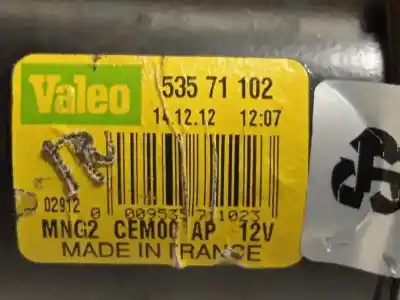 Valeo
535 71 102
14.12.12 12:07
02912
0 009535 711023
MNG2 CEM00 AP 12V
MADE IN FRANCE